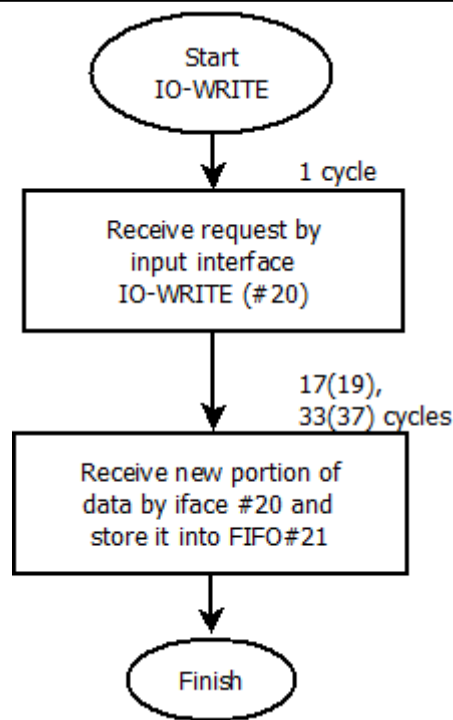 Start
IO-WRITE
1 cycle
Receive request by
input interface
IO-WRITE (#20)
17(19),
33(37) cycles
Receive new portion of
data by iface #20 and
store it into FIFO#21
Finish